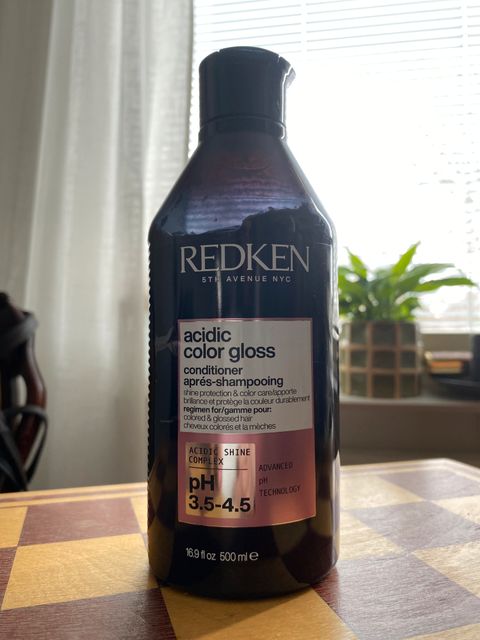 REDKEN
5TH AVENUE NYC
acidic
color gloss
conditioner
aprés-shampooing
shine protection & color care/apporte
brillance et protège la couleur durablement
regimen for/gamme pour:
colored & glossed hair
cheveux colorés et la mèches
ACIDIC SHINE
COMPLEX
pH
3.5-4.5
ADVANCED
pH
TECHNOLOGY
16.9 fl oz 500 ml e